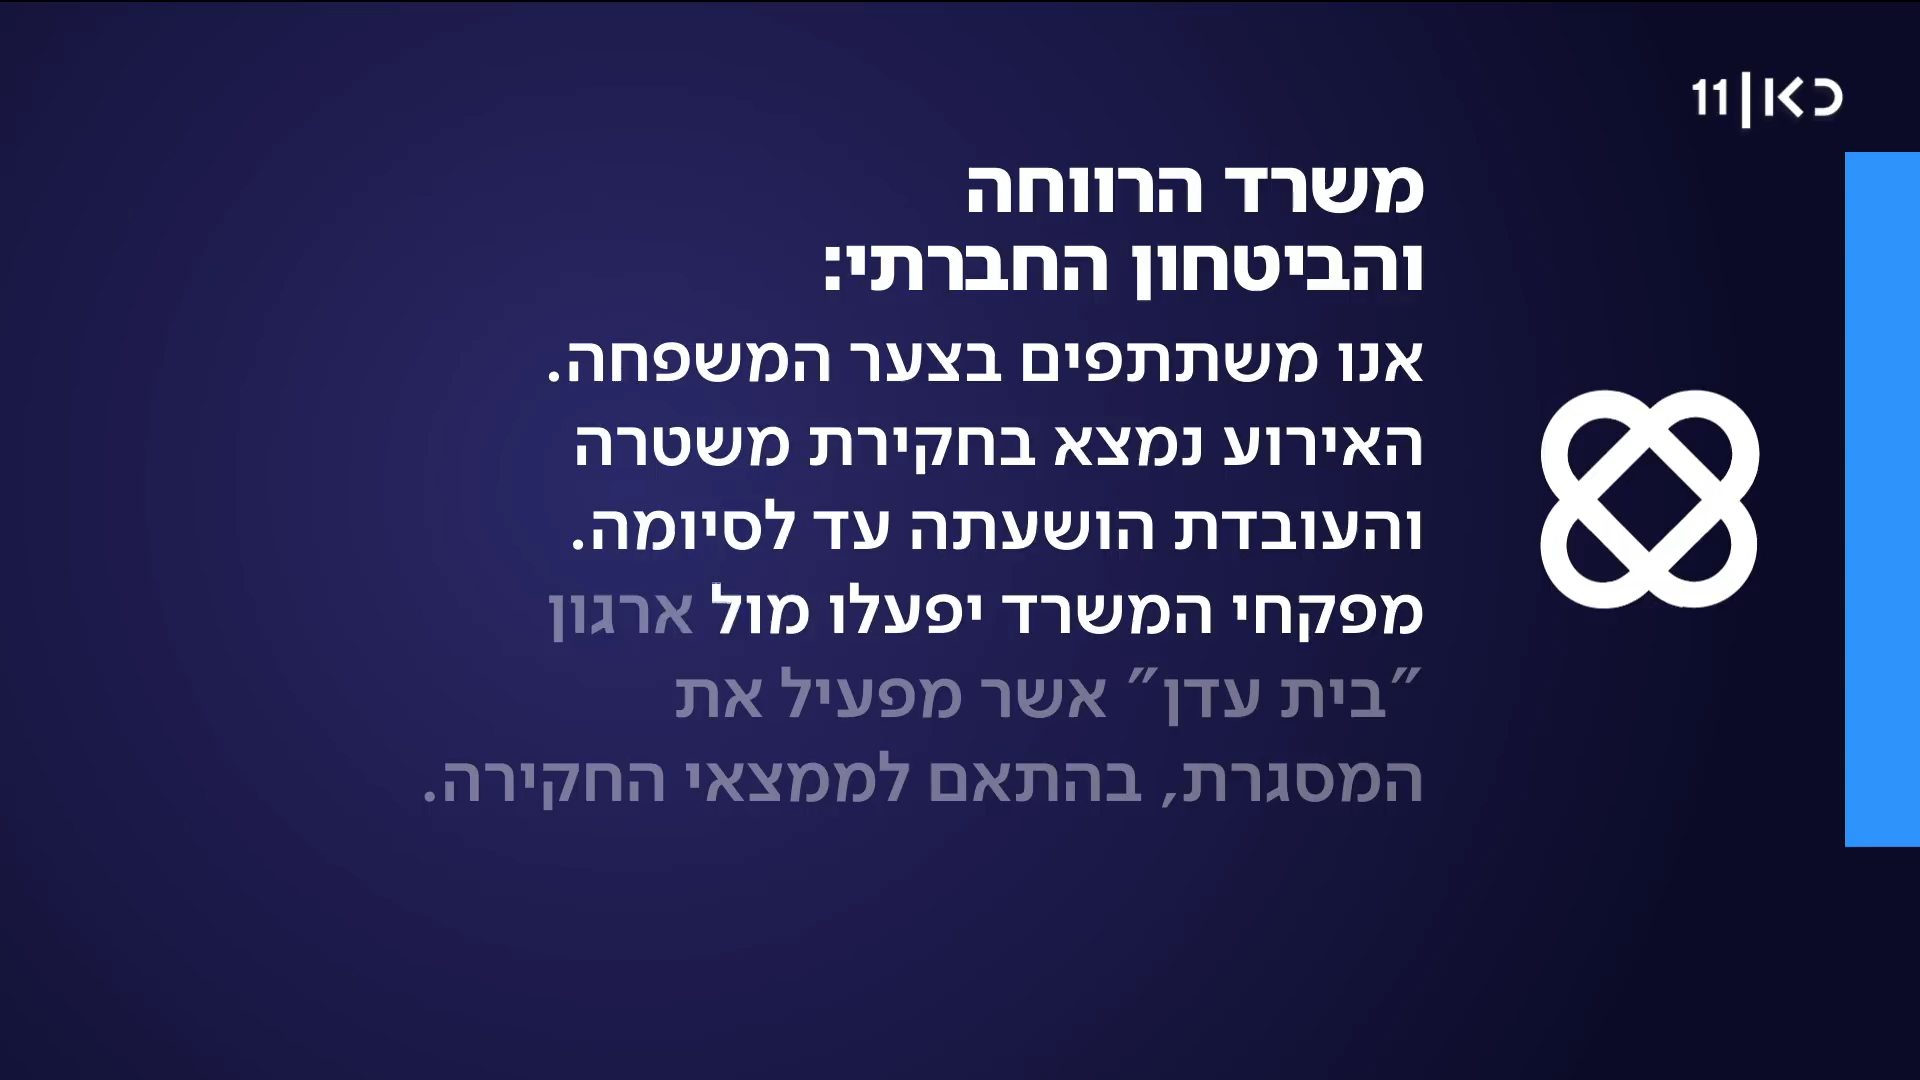 כאן|11
משרד הרווחה
והביטחון החברתי:
אנו משתתפים בצער המשפחה.
האירוע נמצא בחקירת משטרה
והעובדת הושעתה עד לסיומה.
מפקחי המשרד יפעלו מול ארגון
״בית עדן״ אשר מפעיל את
המסגרת, בהתאם לממצאי החקירה.